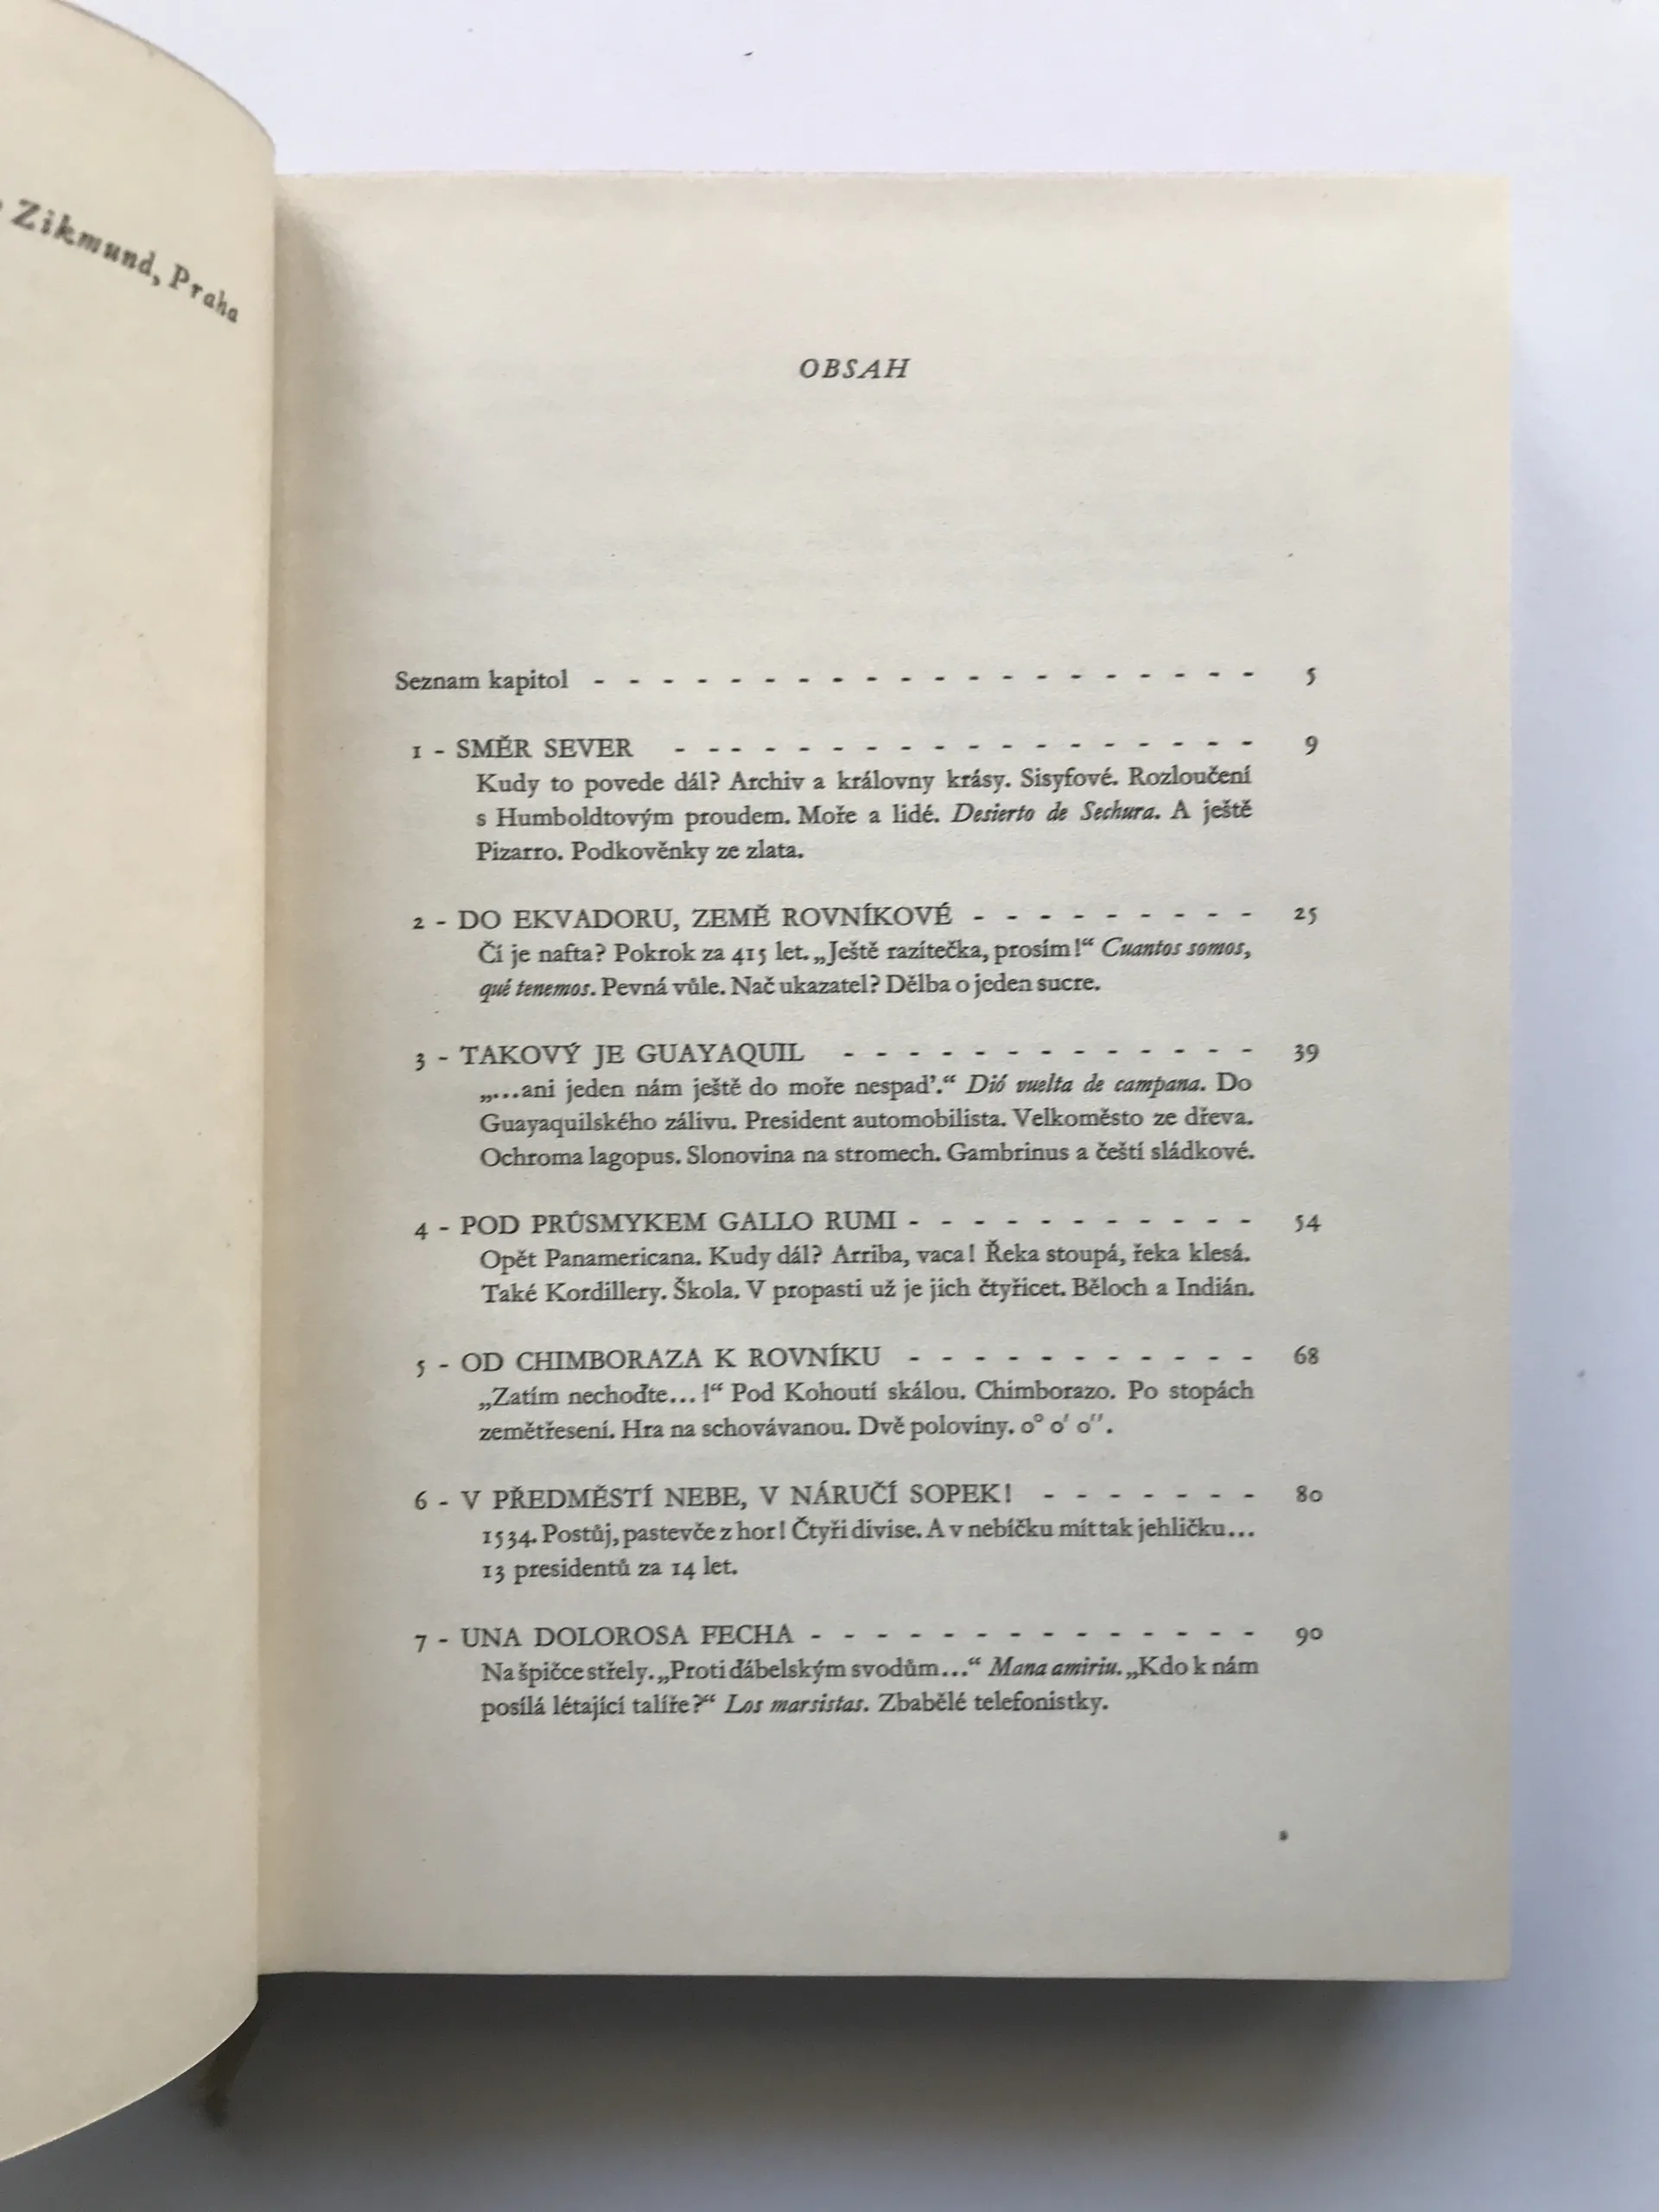 Zikmund, Praha
OBSAH
Seznam kapitol - - - - - - - - - - - - - - - - - - - - 5
1 - SMĚR SEVER - - - - - - - - - - - - - - - - - - 9
Kudy to povede dál? Archiv a královny krásy. Sisyfové. Rozloučení
s Humboldtovým proudem. Moře a lidé. Desierto de Sechura. A ještě
Pizarro. Podkověnky ze zlata.
2 - DO EKVADORU, ZEMĚ ROVNÍKOVÉ - - - - - - - - - 25
Čí je nafta? Pokrok za 415 let. „Ještě razítečka, prosím!“ Cuantos somos,
qué tenemos. Pevná vůle. Nač ukazatel? Dělba o jeden sucre.
3 - TAKOVÝ JE GUAYAQUIL - - - - - - - - - - - - - 39
„...ani jeden nám ještě do moře nespad’.“ Dió vuelta de campana. Do
Guayaquilského zálivu. President automobilista. Velkoměsto ze dřeva.
Ochroma lagopus. Slonovina na stromech. Gambrinus a čeští sládkové.
4 - POD PRŮSMYKEM GALLO RUMI - - - - - - - - - - - 54
Opět Panamericana. Kudy dál? Arriba, vaca! Řeka stoupá, řeka klesá.
Také Kordillery. Škola. V propasti už je jich čtyřicet. Běloch a Indián.
5 - OD CHIMBORAZA K ROVNÍKU - - - - - - - - - - - 68
„Zatím nechoďte...!“ Pod Kohoutí skálou. Chimborazo. Po stopách
zemětřesení. Hra na schovávanou. Dvě poloviny. 0° 0′ 0″.
6 - V PŘEDMĚSTÍ NEBE, V NÁRUČÍ SOPEK! - - - - - - - 80
1534. Postůj, pastevče z hor! Čtyři divise. A v nebíčku mít tak jehličku...
13 presidentů za 14 let.
7 - UNA DOLOROSA FECHA - - - - - - - - - - - - - - 90
Na špičce střely. „Proti ďábelským svodům...“ Mana amiriu. „Kdo k nám
posílá létající talíře?“ Los marsistas. Zbabělé telefonistky.